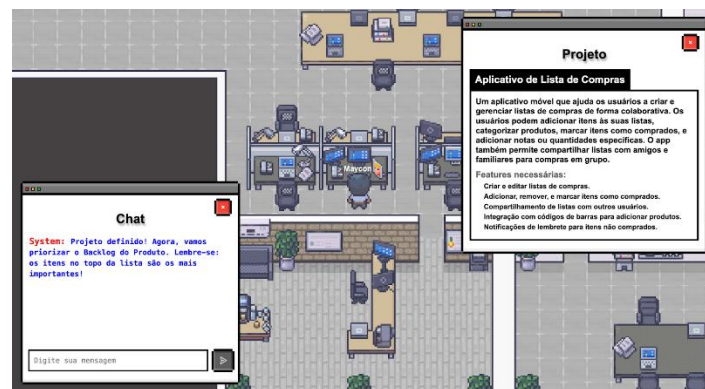 Projeto
Aplicativo de Lista de Compras
Um aplicativo móvel que ajuda os usuários a criar e
gerenciar listas de compras de forma colaborativa. Os
usuários podem adicionar itens às suas listas,
categorizar produtos, marcar itens como comprados, e
adicionar notas ou quantidades específicas. O app
também permite compartilhar listas com amigos e
familiares para compras em grupo.
Features necessárias:
Criar e editar listas de compras.
Adicionar, remover, e marcar itens como comprados.
Compartilhamento de listas com outros usuários.
Integração com códigos de barras para adicionar produtos.
Notificações de lembrete para itens não comprados.
Maycon
Chat
System: Projeto definido! Agora, vamos
priorizar o Backlog do Produto. Lembre-se:
os itens no topo da lista são os mais
importantes!
Digite sua mensagem